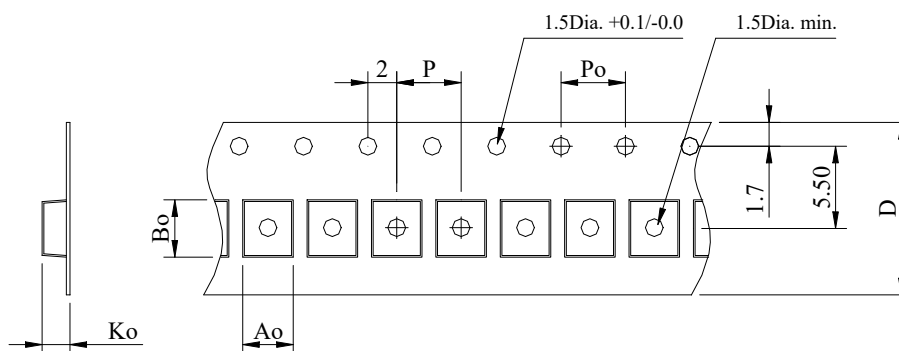 1.5Dia. +0.1/-0.0
1.5Dia. min.
2
P
Po
1.7
5.50
D
Bo
Ko
Ao